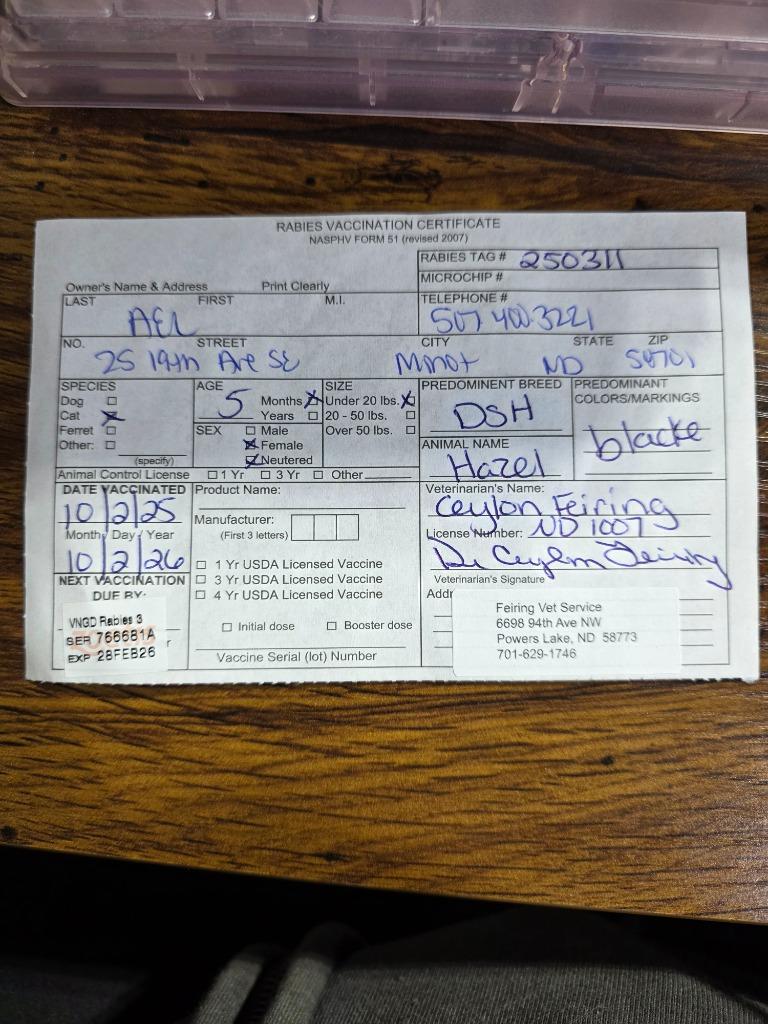 RABIES VACCINATION CERTIFICATE
NASPHV FORM 51 (revised 2007)
RABIES TAG # 250311
MICROCHIP #
Owner's Name & Address Print Clearly
LAST FIRST M.I.
AEL
TELEPHONE #
507 400-3221
NO. STREET CITY STATE ZIP
25 19th Ave SE Minot ND 58701
SPECIES
Dog
Cat
Ferret
Other:
(specify)
AGE
5 Months
Years
SEX Male
Female
Neutered
SIZE
Under 20 lbs.
20 - 50 lbs.
Over 50 lbs.
PREDOMINENT BREED
DSH
ANIMAL NAME
Hazel
PREDOMINANT
COLORS/MARKINGS
blacke
Animal Control License 1 Yr 3 Yr Other
DATE VACCINATED
10 2 25
Month / Day / Year
10 2 26
NEXT VACCINATION
DUE BY:
VNGD Rabies 3
SER 766681A
EXP 28FEB26
Product Name:
Manufacturer:
(First 3 letters)
1 Yr USDA Licensed Vaccine
3 Yr USDA Licensed Vaccine
4 Yr USDA Licensed Vaccine
Initial dose Booster dose
Vaccine Serial (lot) Number
Veterinarian's Name:
Ceylon Feiring
License Number: ND 1007
Dr Ceylon Feiring
Veterinarian's Signature
Addr
Feiring Vet Service
6698 94th Ave NW
Powers Lake, ND 58773
701-629-1746